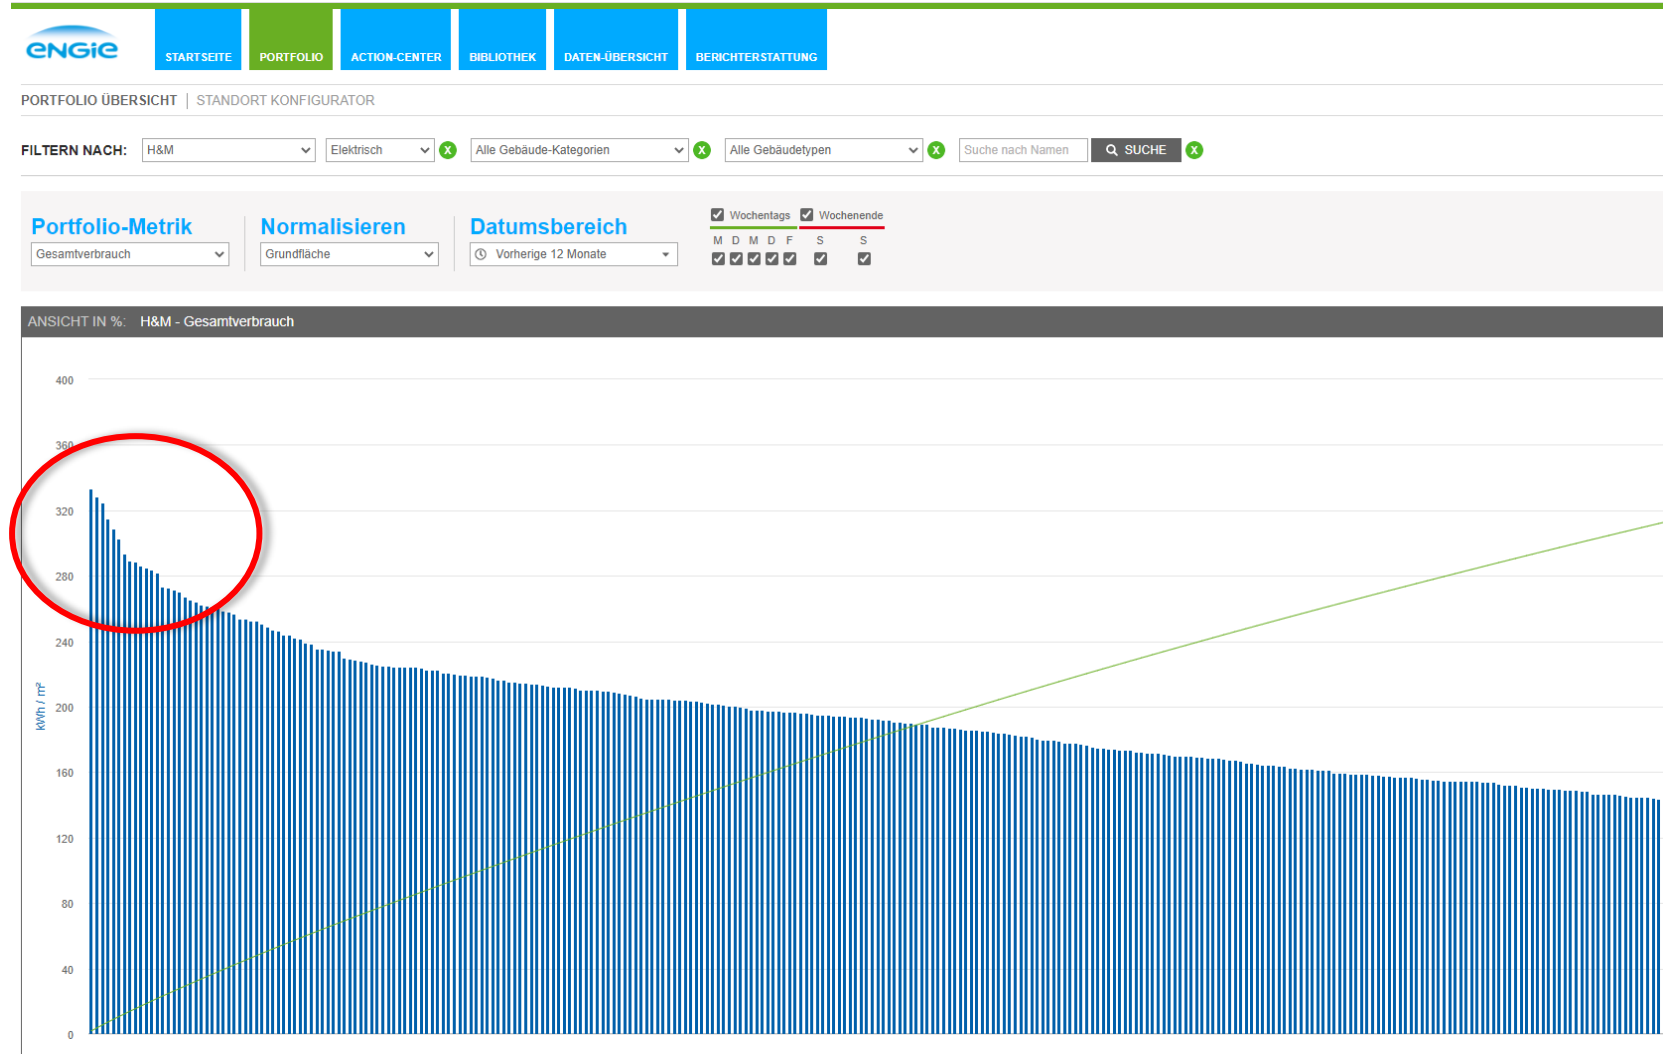 ENGIE
STARTSEITE PORTFOLIO ACTION-CENTER BIBLIOTHEK DATEN-ÜBERSICHT BERICHTERSTATTUNG
PORTFOLIO ÜBERSICHT | STANDORT KONFIGURATOR
FILTERN NACH: H&M Elektrisch X Alle Gebäude-Kategorien X Alle Gebäudetypen X Suche nach Namen SUCHE X
Wochentags Wochenende
Portfolio-Metrik Normalisieren Datumsbereich
M D M D F S S
Gesamtverbrauch Grundfläche Vorherige 12 Monate
ANSICHT IN %: H&M - Gesamtverbrauch
400
360
320
280
240
kWh / m²
200
160
120
80
40
0